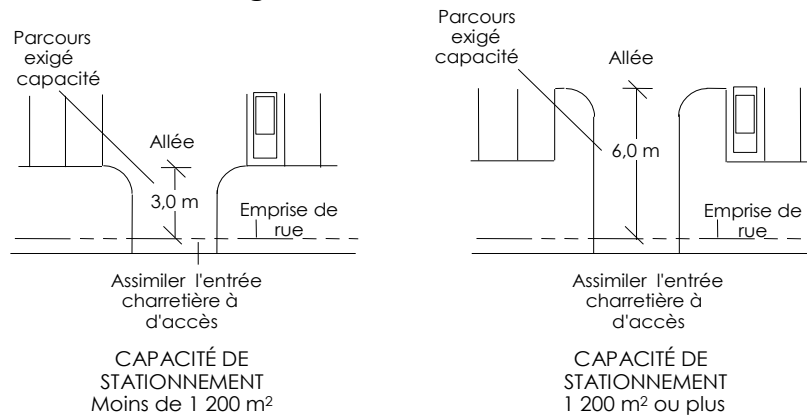 Parcours
exigé
capacité
Allée
3,0 m
Emprise de
rue
Assimiler l'entrée
charretière à
d'accès
CAPACITÉ DE
STATIONNEMENT
Moins de 1 200 m²
Parcours
exigé
capacité
Allée
6,0 m
Emprise de
rue
Assimiler l'entrée
charretière à
d'accès
CAPACITÉ DE
STATIONNEMENT
1 200 m² ou plus